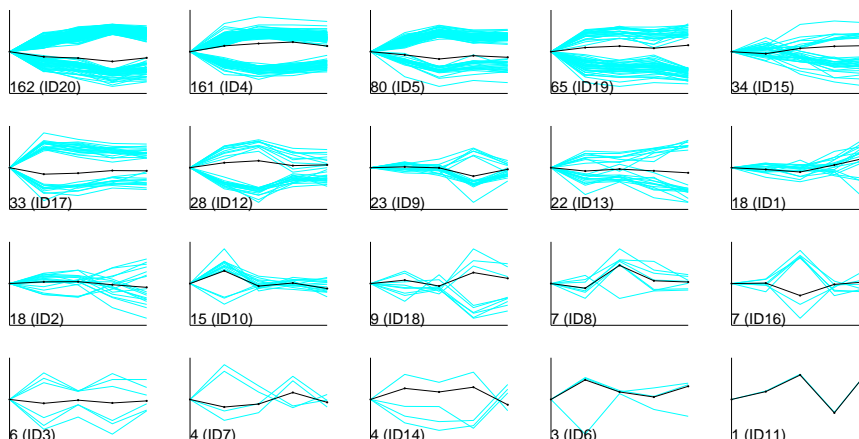 162 (ID20)
161 (ID4)
80 (ID5)
65 (ID19)
34 (ID15)
33 (ID17)
28 (ID12)
23 (ID9)
22 (ID13)
18 (ID1)
18 (ID2)
15 (ID10)
9 (ID18)
7 (ID8)
7 (ID16)
6 (ID3)
4 (ID7)
4 (ID14)
3 (ID6)
1 (ID11)